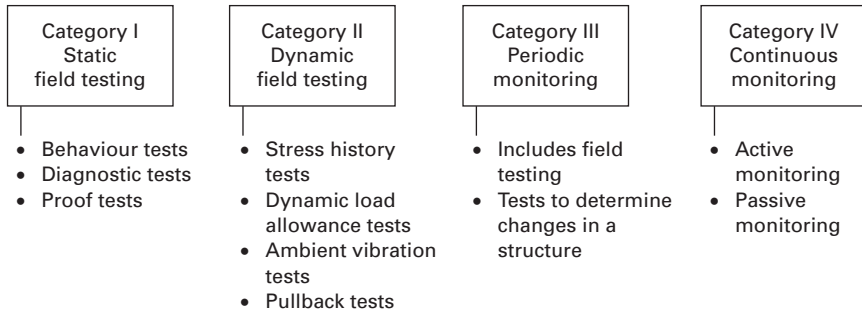 Category I
Static
field testing
• Behaviour tests
• Diagnostic tests
• Proof tests
Category II
Dynamic
field testing
• Stress history
tests
• Dynamic load
allowance tests
• Ambient vibration
tests
• Pullback tests
Category III
Periodic
monitoring
• Includes field
testing
• Tests to determine
changes in a
structure
Category IV
Continuous
monitoring
• Active
monitoring
• Passive
monitoring